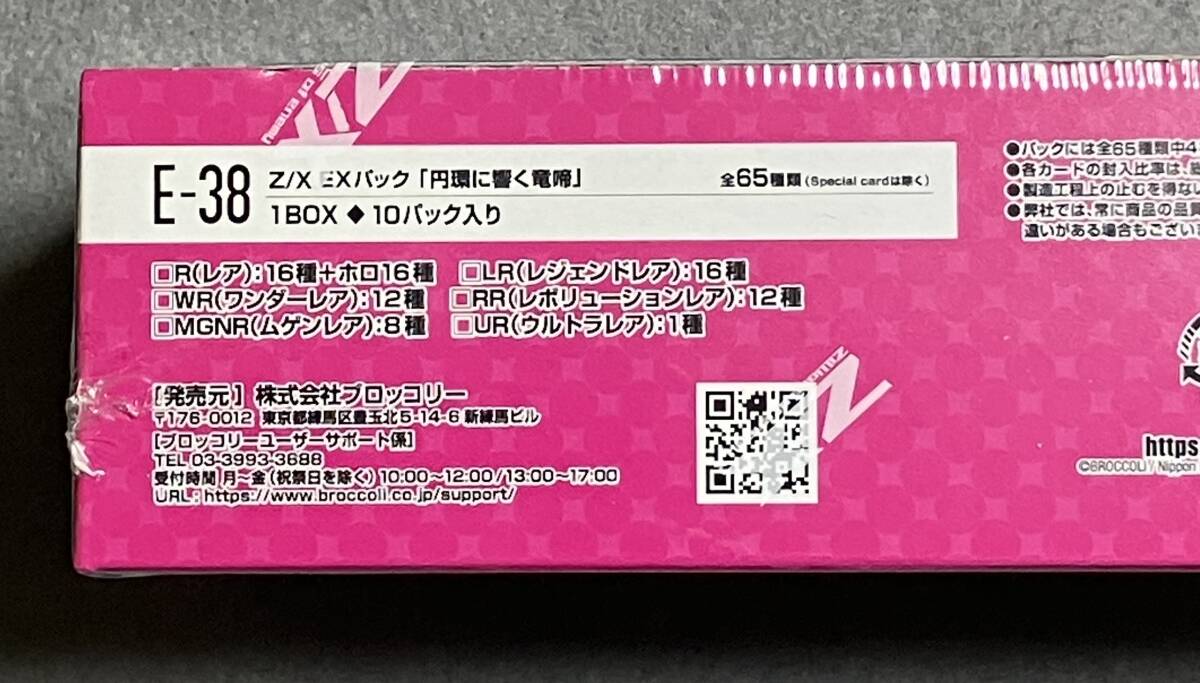 E-38
Z/X EXパック「円環に響く竜啼」
全65種類(Special cardは除く)
1BOX ◆ 10パック入り
□R(レア):16種+ホロ16種 □LR(レジェンドレア):16種
□WR(ワンダーレア):12種 □RR(レボリューションレア):12種
□MGNR(ムゲンレア):8種 □UR(ウルトラレア):1種
[発売元] 株式会社ブロッコリー
〒176-0012 東京都練馬区豊玉北5-14-6 新練馬ビル
[ブロッコリーユーザーサポート係]
TEL 03-3993-3688
受付時間 月~金(祝祭日を除く)10:00~12:00/13:00~17:00
URL:https://www.broccoli.co.jp/support/
●パックには全65種類中4
●各カードの封入比率は、
●製造工程上の止むを得な
●弊社では、常に商品の品
違いがある場合もござい
https
©BROCCOLI/ Nippon